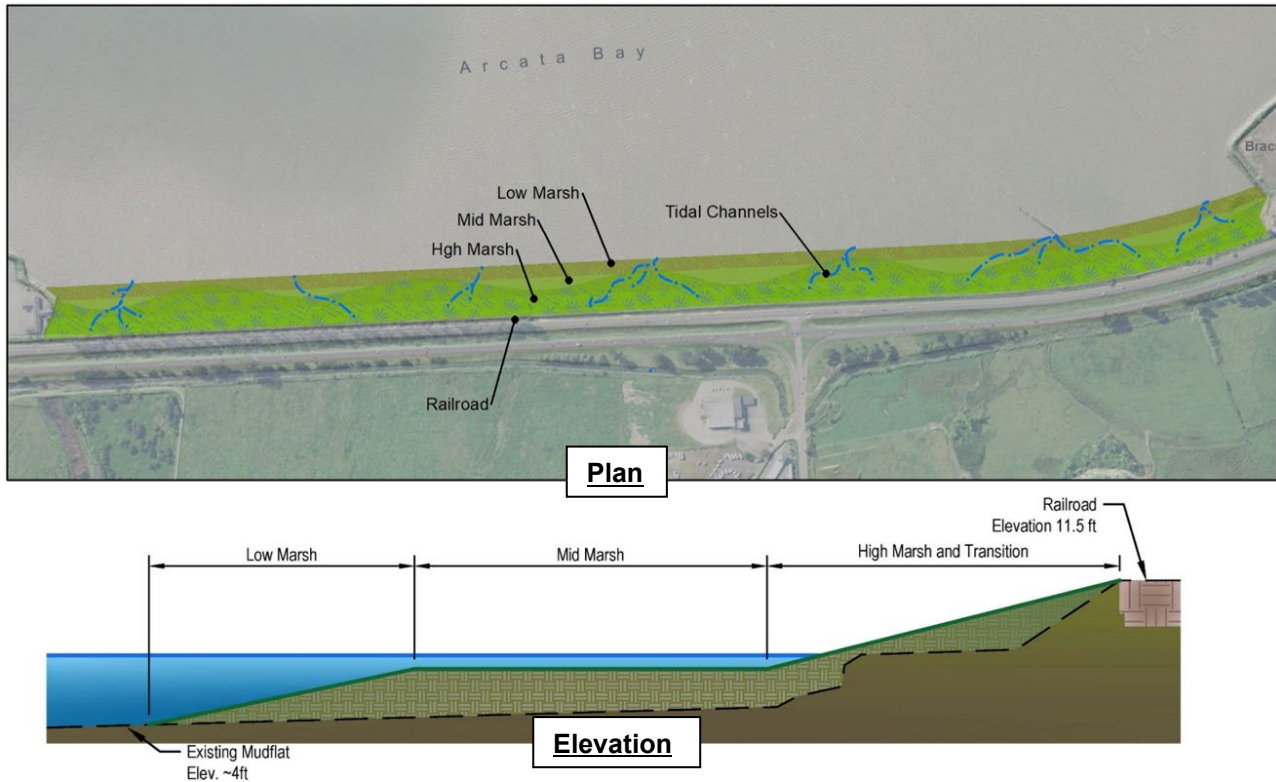 Arcata Bay
Brac
Low Marsh
Mid Marsh
Tidal Channels
Hgh Marsh
Railroad
Plan
Railroad
Elevation 11.5 ft
Low Marsh
Mid Marsh
High Marsh and Transition
Elevation
Existing Mudflat
Elev. ~4ft